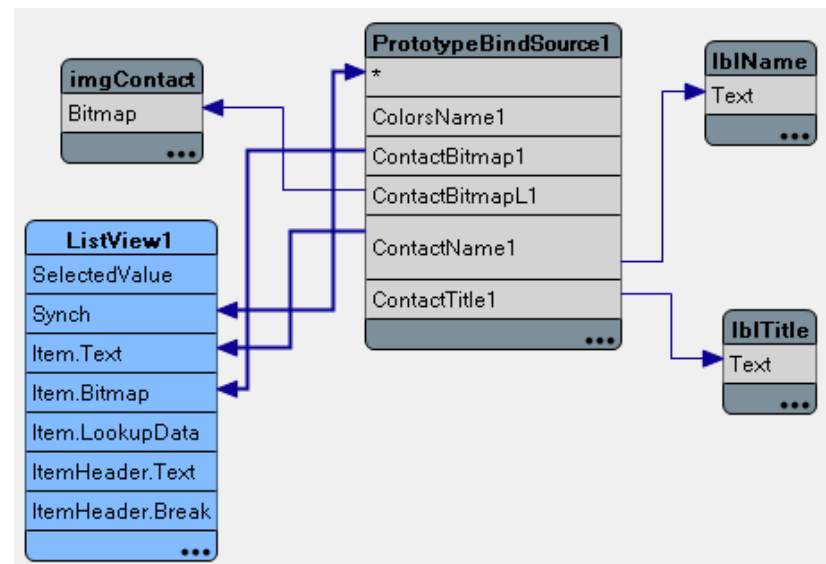 imgContact
Bitmap
•••
ListView1
SelectedValue
Synch
Item.Text
Item.Bitmap
Item.LookupData
ItemHeader.Text
ItemHeader.Break
•••
PrototypeBindSource1
*
ColorsName1
ContactBitmap1
ContactBitmapL1
ContactName1
ContactTitle1
•••
lblName
Text
•••
lblTitle
Text
•••